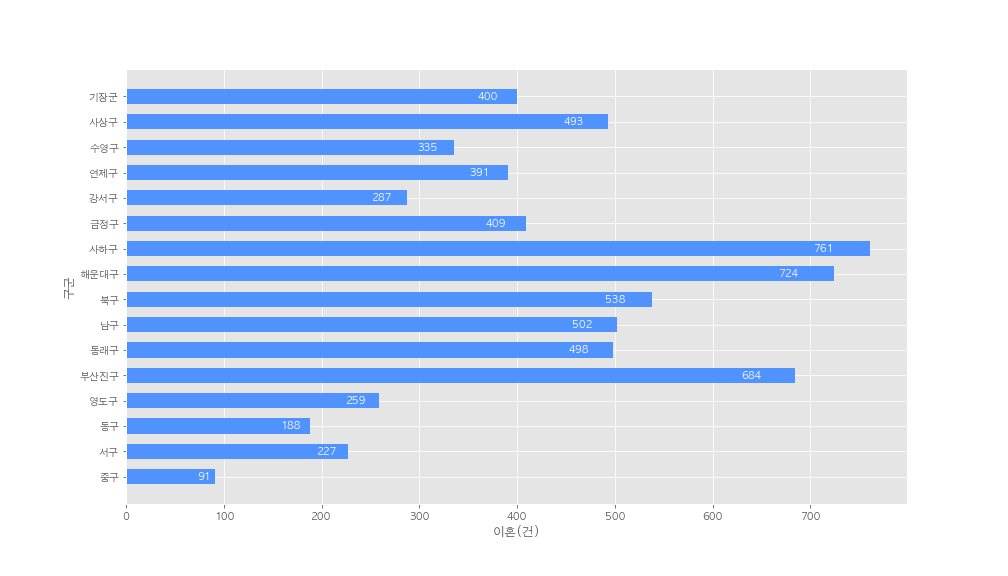 기장군 400
사상구 493
수영구 335
연제구 391
강서구 287
금정구 409
사하구 761
해운대구 724
북구 538
남구 502
동래구 498
부산진구 684
영도구 259
동구 188
서구 227
중구 91
구군
0 100 200 300 400 500 600 700
이혼(건)